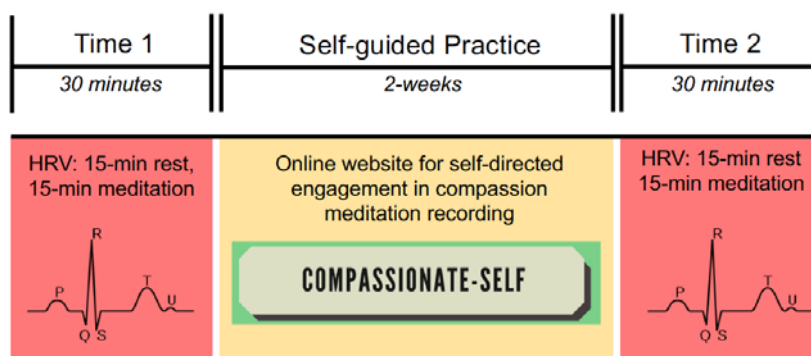 Time 1
Self-guided Practice
Time 2
30 minutes
2-weeks
30 minutes
HRV: 15-min rest,
15-min meditation
Online website for self-directed
engagement in compassion
meditation recording
HRV: 15-min rest
15-min meditation
COMPASSIONATE-SELF
R
P
T
U
Q
S
R
P
T
U
Q
S